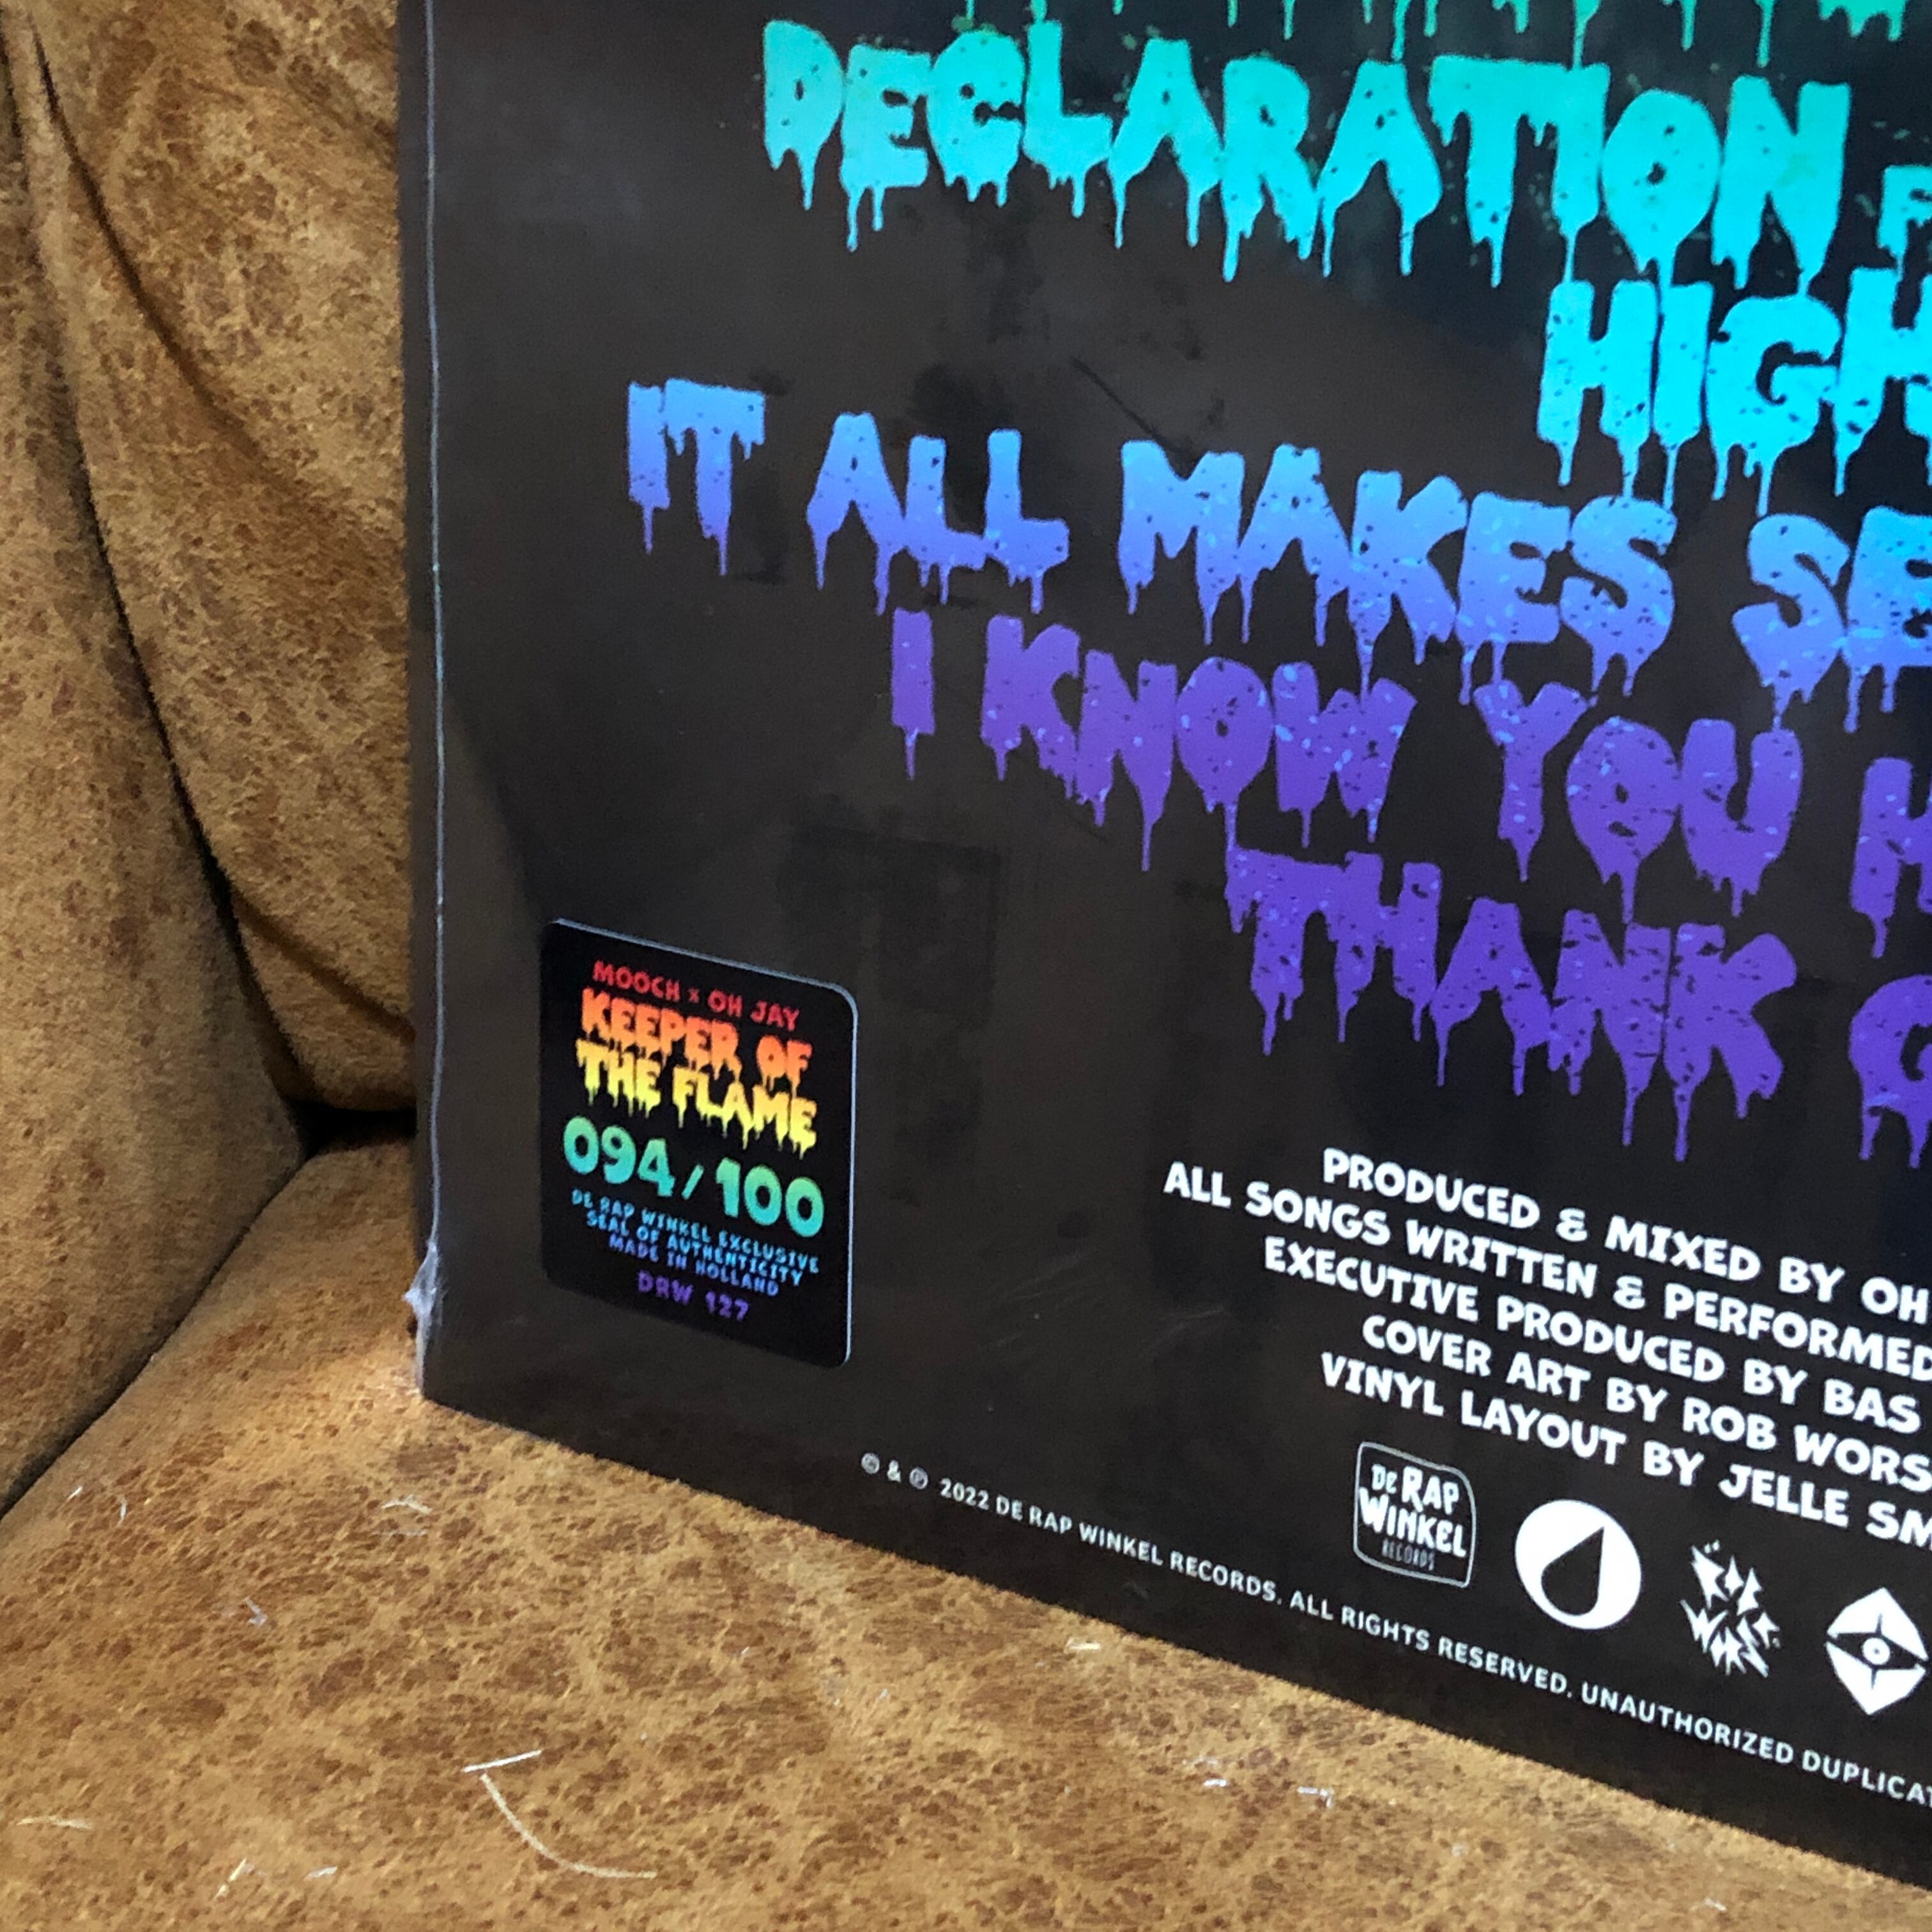 DECLARATION
HIGH
IT ALL MAKES SE
I KNOW YOU H
THANK G
MOOCH x OH JAY
KEEPER OF
THE FLAME
094/100
DE RAP WINKEL EXCLUSIVE
SEAL OF AUTHENTICITY
MADE IN HOLLAND
DRW 127
PRODUCED & MIXED BY OH
ALL SONGS WRITTEN & PERFORMED
EXECUTIVE PRODUCED BY BAS
COVER ART BY ROB WORS
VINYL LAYOUT BY JELLE SM
DE RAP
WINKEL
RECORDS
© & ℗ 2022 DE RAP WINKEL RECORDS. ALL RIGHTS RESERVED. UNAUTHORIZED DUPLICAT